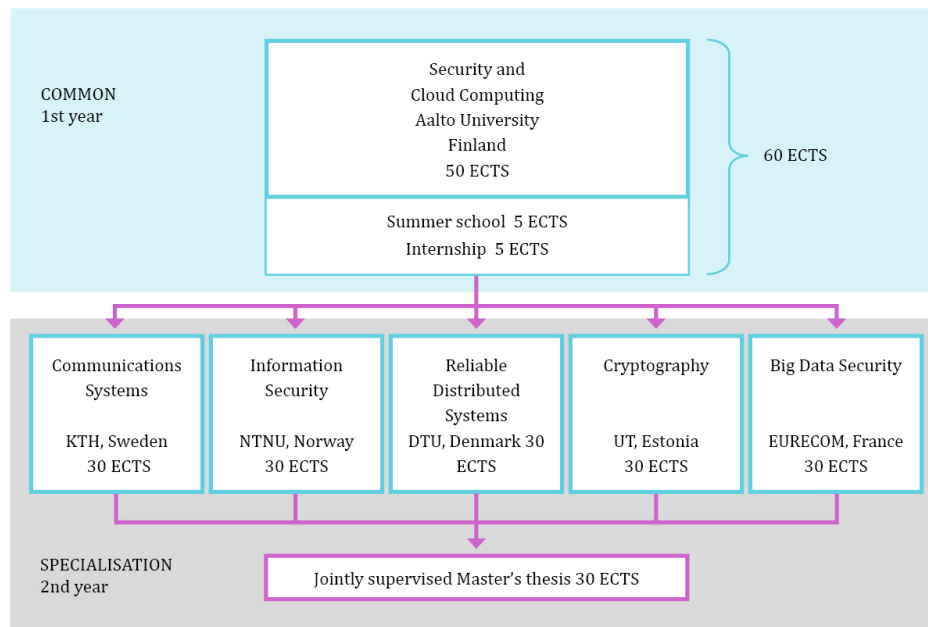 COMMON
1st year
Security and
Cloud Computing
Aalto University
Finland
50 ECTS
Summer school 5 ECTS
Internship 5 ECTS
60 ECTS
Communications
Systems
KTH, Sweden
30 ECTS
Information
Security
NTNU, Norway
30 ECTS
Reliable
Distributed
Systems
DTU, Denmark 30
ECTS
Cryptography
UT, Estonia
30 ECTS
Big Data Security
EURECOM, France
30 ECTS
SPECIALISATION
2nd year
Jointly supervised Master's thesis 30 ECTS